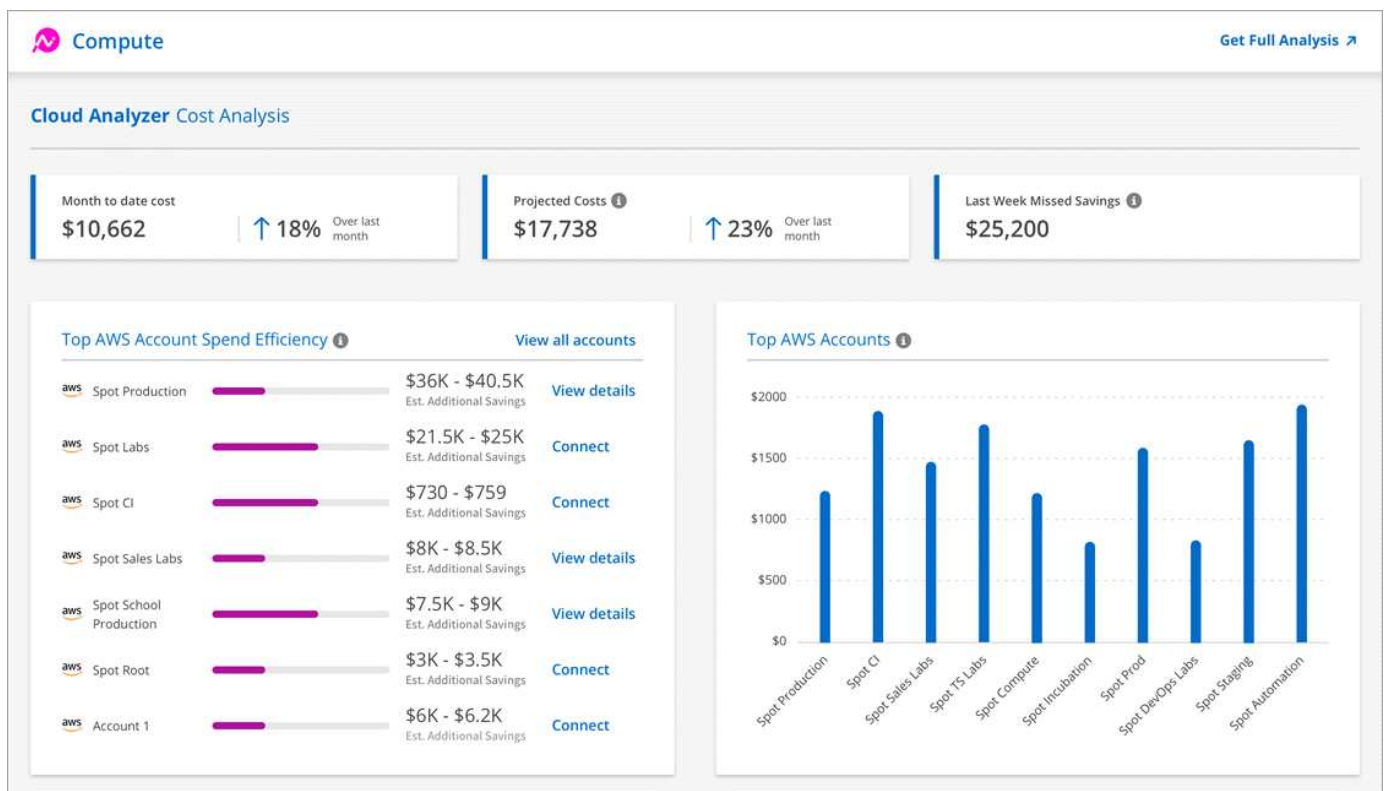 Compute
Get Full Analysis
Cloud Analyzer Cost Analysis
Month to date cost
$10,662
18%
Over last
month
Projected Costs
$17,738
23%
Over last
month
Last Week Missed Savings
$25,200
Top AWS Account Spend Efficiency
View all accounts
aws Spot Production
$36K - $40.5K
Est. Additional Savings
View details
aws Spot Labs
$21.5K - $25K
Est. Additional Savings
Connect
aws Spot CI
$730 - $759
Est. Additional Savings
Connect
aws Spot Sales Labs
$8K - $8.5K
Est. Additional Savings
View details
aws Spot School
Production
$7.5K - $9K
Est. Additional Savings
View details
aws Spot Root
$3K - $3.5K
Est. Additional Savings
Connect
aws Account 1
$6K - $6.2K
Est. Additional Savings
Connect
Top AWS Accounts
$2000
$1500
$1000
$500
$0
Spot Production
Spot CI
Spot Sales Labs
Spot TS Labs
Spot Compute
Spot Incubation
Spot Prod
Spot DevOps Labs
Spot Staging
Spot Automation